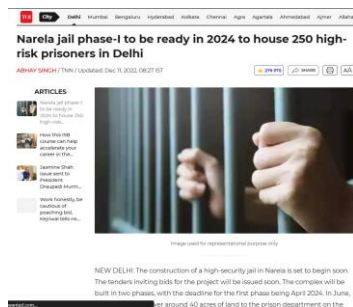 TOI City Delhi Mumbai Bengaluru Hyderabad Kolkata Chennai Agra Agartala Ahmedabad Ajmer
Narela jail phase-I to be ready in 2024 to house 250 high-
risk prisoners in Delhi
ABHAY SINGH / TNN / Updated: Dec 11, 2022, 08:27 IST
SHARE AA
ARTICLES
Narela jail phase-I
to be ready in
2024 to house 250
high-risk...
How this ISB
course can help
accelerate your
career in the...
Jasmine Shah
issue sent to
President
Draupadi Murm...
Work honestly, be
cautious of
poaching bid,
Kejriwal tells ne...
Image used for representational purpose only
NEW DELHI: The construction of a high-security jail in Narela is set to begin soon.
The tenders inviting bids for the project will be issued soon. The complex will be
built in two phases, with the deadline for the first phase being April 2024. In June,
around 40 acres of land to the prison department on the